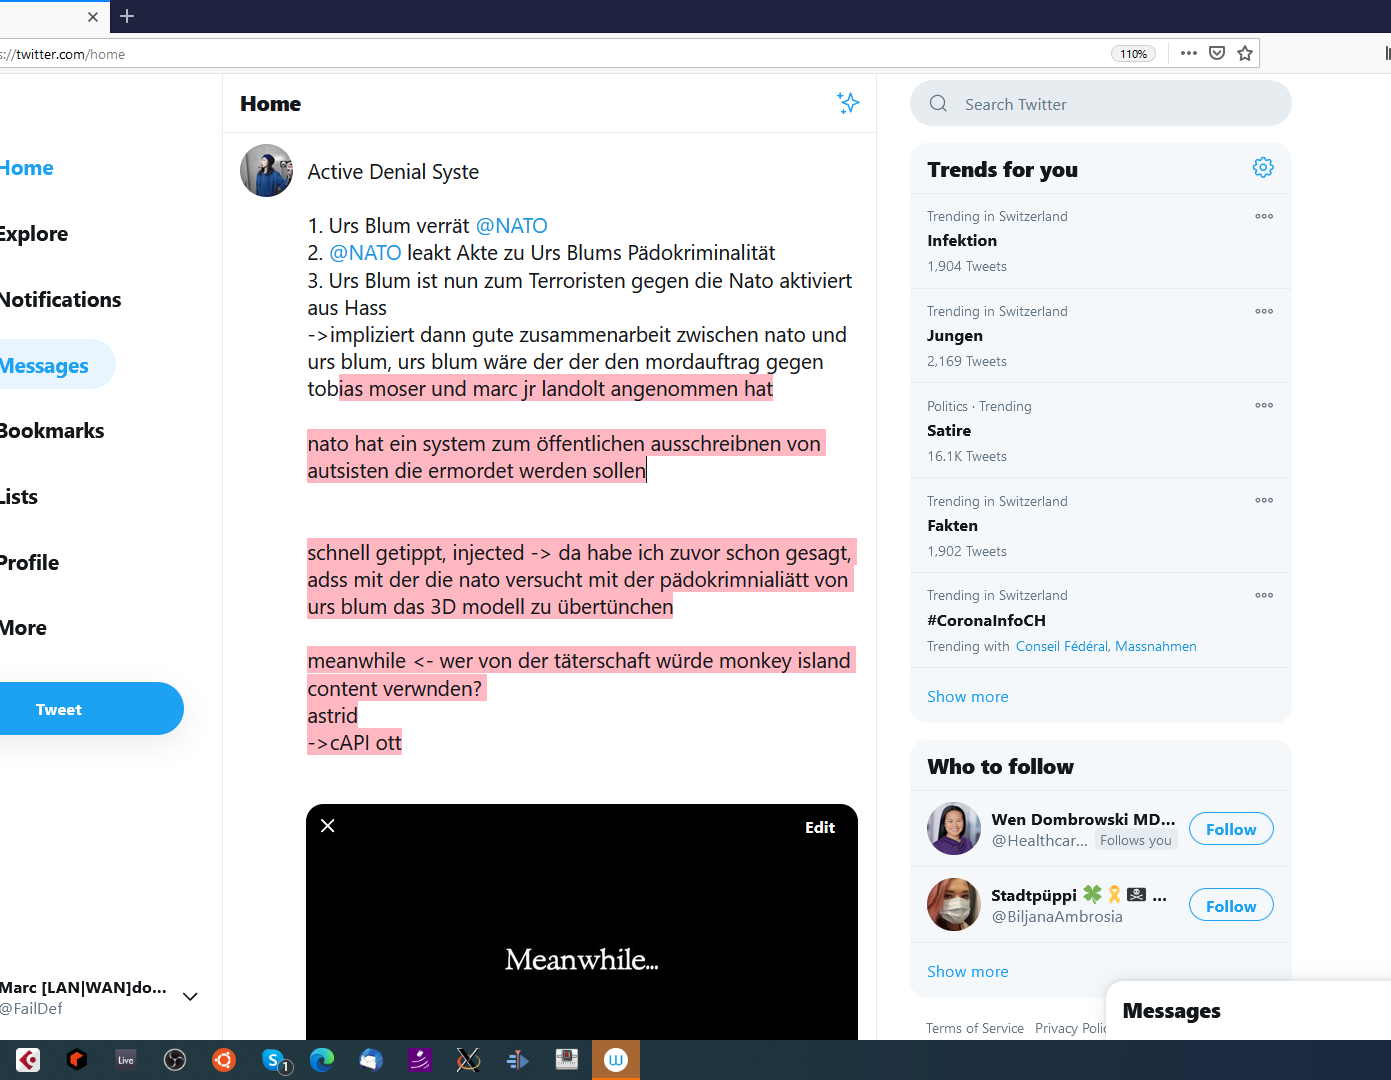 s://twitter.com/home
110%
Home
Explore
Notifications
Messages
Bookmarks
Lists
Profile
More
Tweet
Marc [LAN|WAN]do...
@FailDef
Home
Active Denial Syste
1. Urs Blum verrät @NATO
2. @NATO leakt Akte zu Urs Blums Pädokriminalität
3. Urs Blum ist nun zum Terroristen gegen die Nato aktiviert
aus Hass
->impliziert dann gute zusammenarbeit zwischen nato und
urs blum, urs blum wäre der der den mordauftrag gegen
tobias moser und marc jr landolt angenommen hat
nato hat ein system zum öffentlichen ausschreibnen von
autsisten die ermordet werden sollen
schnell getippt, injected -> da habe ich zuvor schon gesagt,
adss mit der die nato versucht mit der pädokrimnialiätt von
urs blum das 3D modell zu übertünchen
meanwhile <- wer von der täterschaft würde monkey island
content verwnden?
astrid
->cAPI ott
Edit
Meanwhile...
Search Twitter
Trends for you
Trending in Switzerland
Infektion
1,904 Tweets
Trending in Switzerland
Jungen
2,169 Tweets
Politics · Trending
Satire
16.1K Tweets
Trending in Switzerland
Fakten
1,902 Tweets
Trending in Switzerland
#CoronaInfoCH
Trending with Conseil Fédéral, Massnahmen
Show more
Who to follow
Wen Dombrowski MD...
@Healthcar... Follows you
Follow
Stadtpüppi 🍀🎗️🏴‍☠️ ...
@BiljanaAmbrosia
Follow
Show more
Terms of Service Privacy Polic
Messages
Live
S 1
W